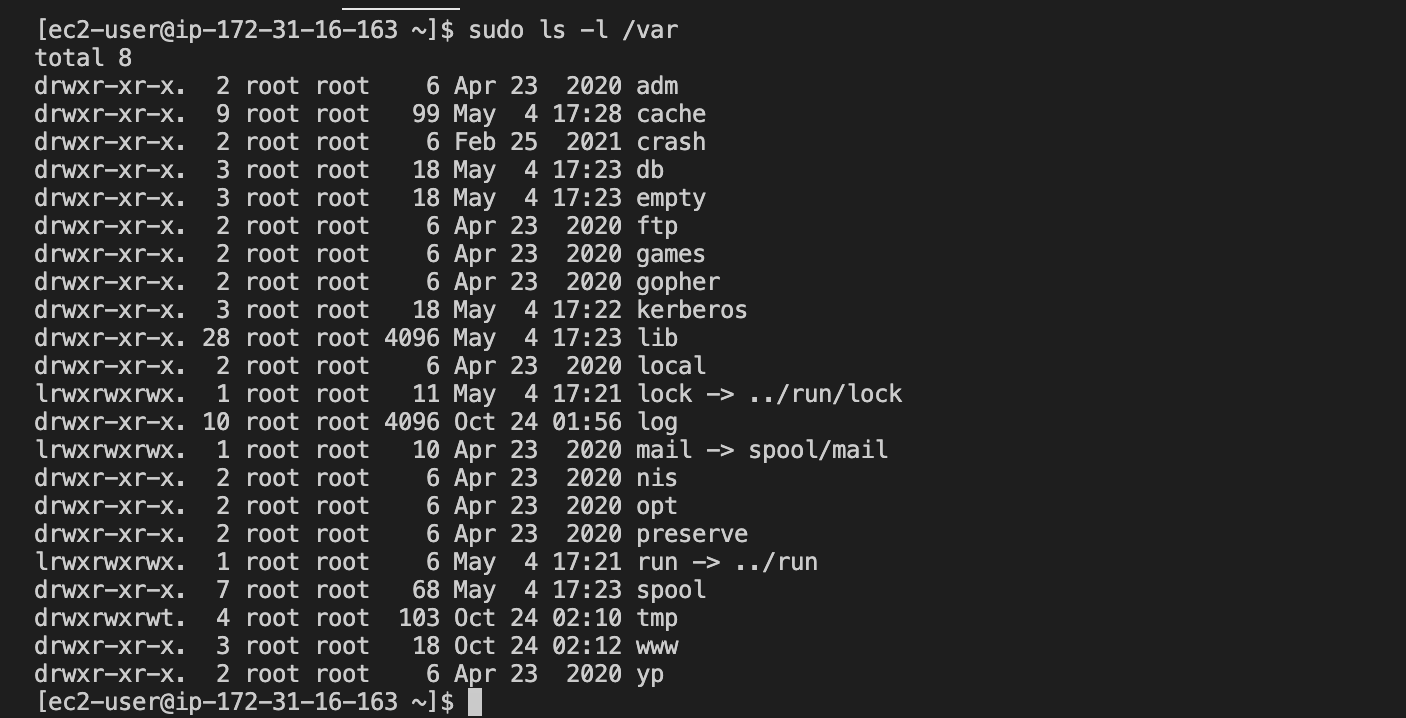 [ec2-user@ip-172-31-16-163 ~]$ sudo ls -l /var
total 8
drwxr-xr-x.  2 root root    6 Apr 23  2020 adm
drwxr-xr-x.  9 root root   99 May  4 17:28 cache
drwxr-xr-x.  2 root root    6 Feb 25  2021 crash
drwxr-xr-x.  3 root root   18 May  4 17:23 db
drwxr-xr-x.  3 root root   18 May  4 17:23 empty
drwxr-xr-x.  2 root root    6 Apr 23  2020 ftp
drwxr-xr-x.  2 root root    6 Apr 23  2020 games
drwxr-xr-x.  2 root root    6 Apr 23  2020 gopher
drwxr-xr-x.  3 root root   18 May  4 17:22 kerberos
drwxr-xr-x. 28 root root 4096 May  4 17:23 lib
drwxr-xr-x.  2 root root    6 Apr 23  2020 local
lrwxrwxrwx.  1 root root   11 May  4 17:21 lock -> ../run/lock
drwxr-xr-x. 10 root root 4096 Oct 24 01:56 log
lrwxrwxrwx.  1 root root   10 Apr 23  2020 mail -> spool/mail
drwxr-xr-x.  2 root root    6 Apr 23  2020 nis
drwxr-xr-x.  2 root root    6 Apr 23  2020 opt
drwxr-xr-x.  2 root root    6 Apr 23  2020 preserve
lrwxrwxrwx.  1 root root    6 May  4 17:21 run -> ../run
drwxr-xr-x.  7 root root   68 May  4 17:23 spool
drwxrwxrwt.  4 root root  103 Oct 24 02:10 tmp
drwxr-xr-x.  3 root root   18 Oct 24 02:12 www
drwxr-xr-x.  2 root root    6 Apr 23  2020 yp
[ec2-user@ip-172-31-16-163 ~]$